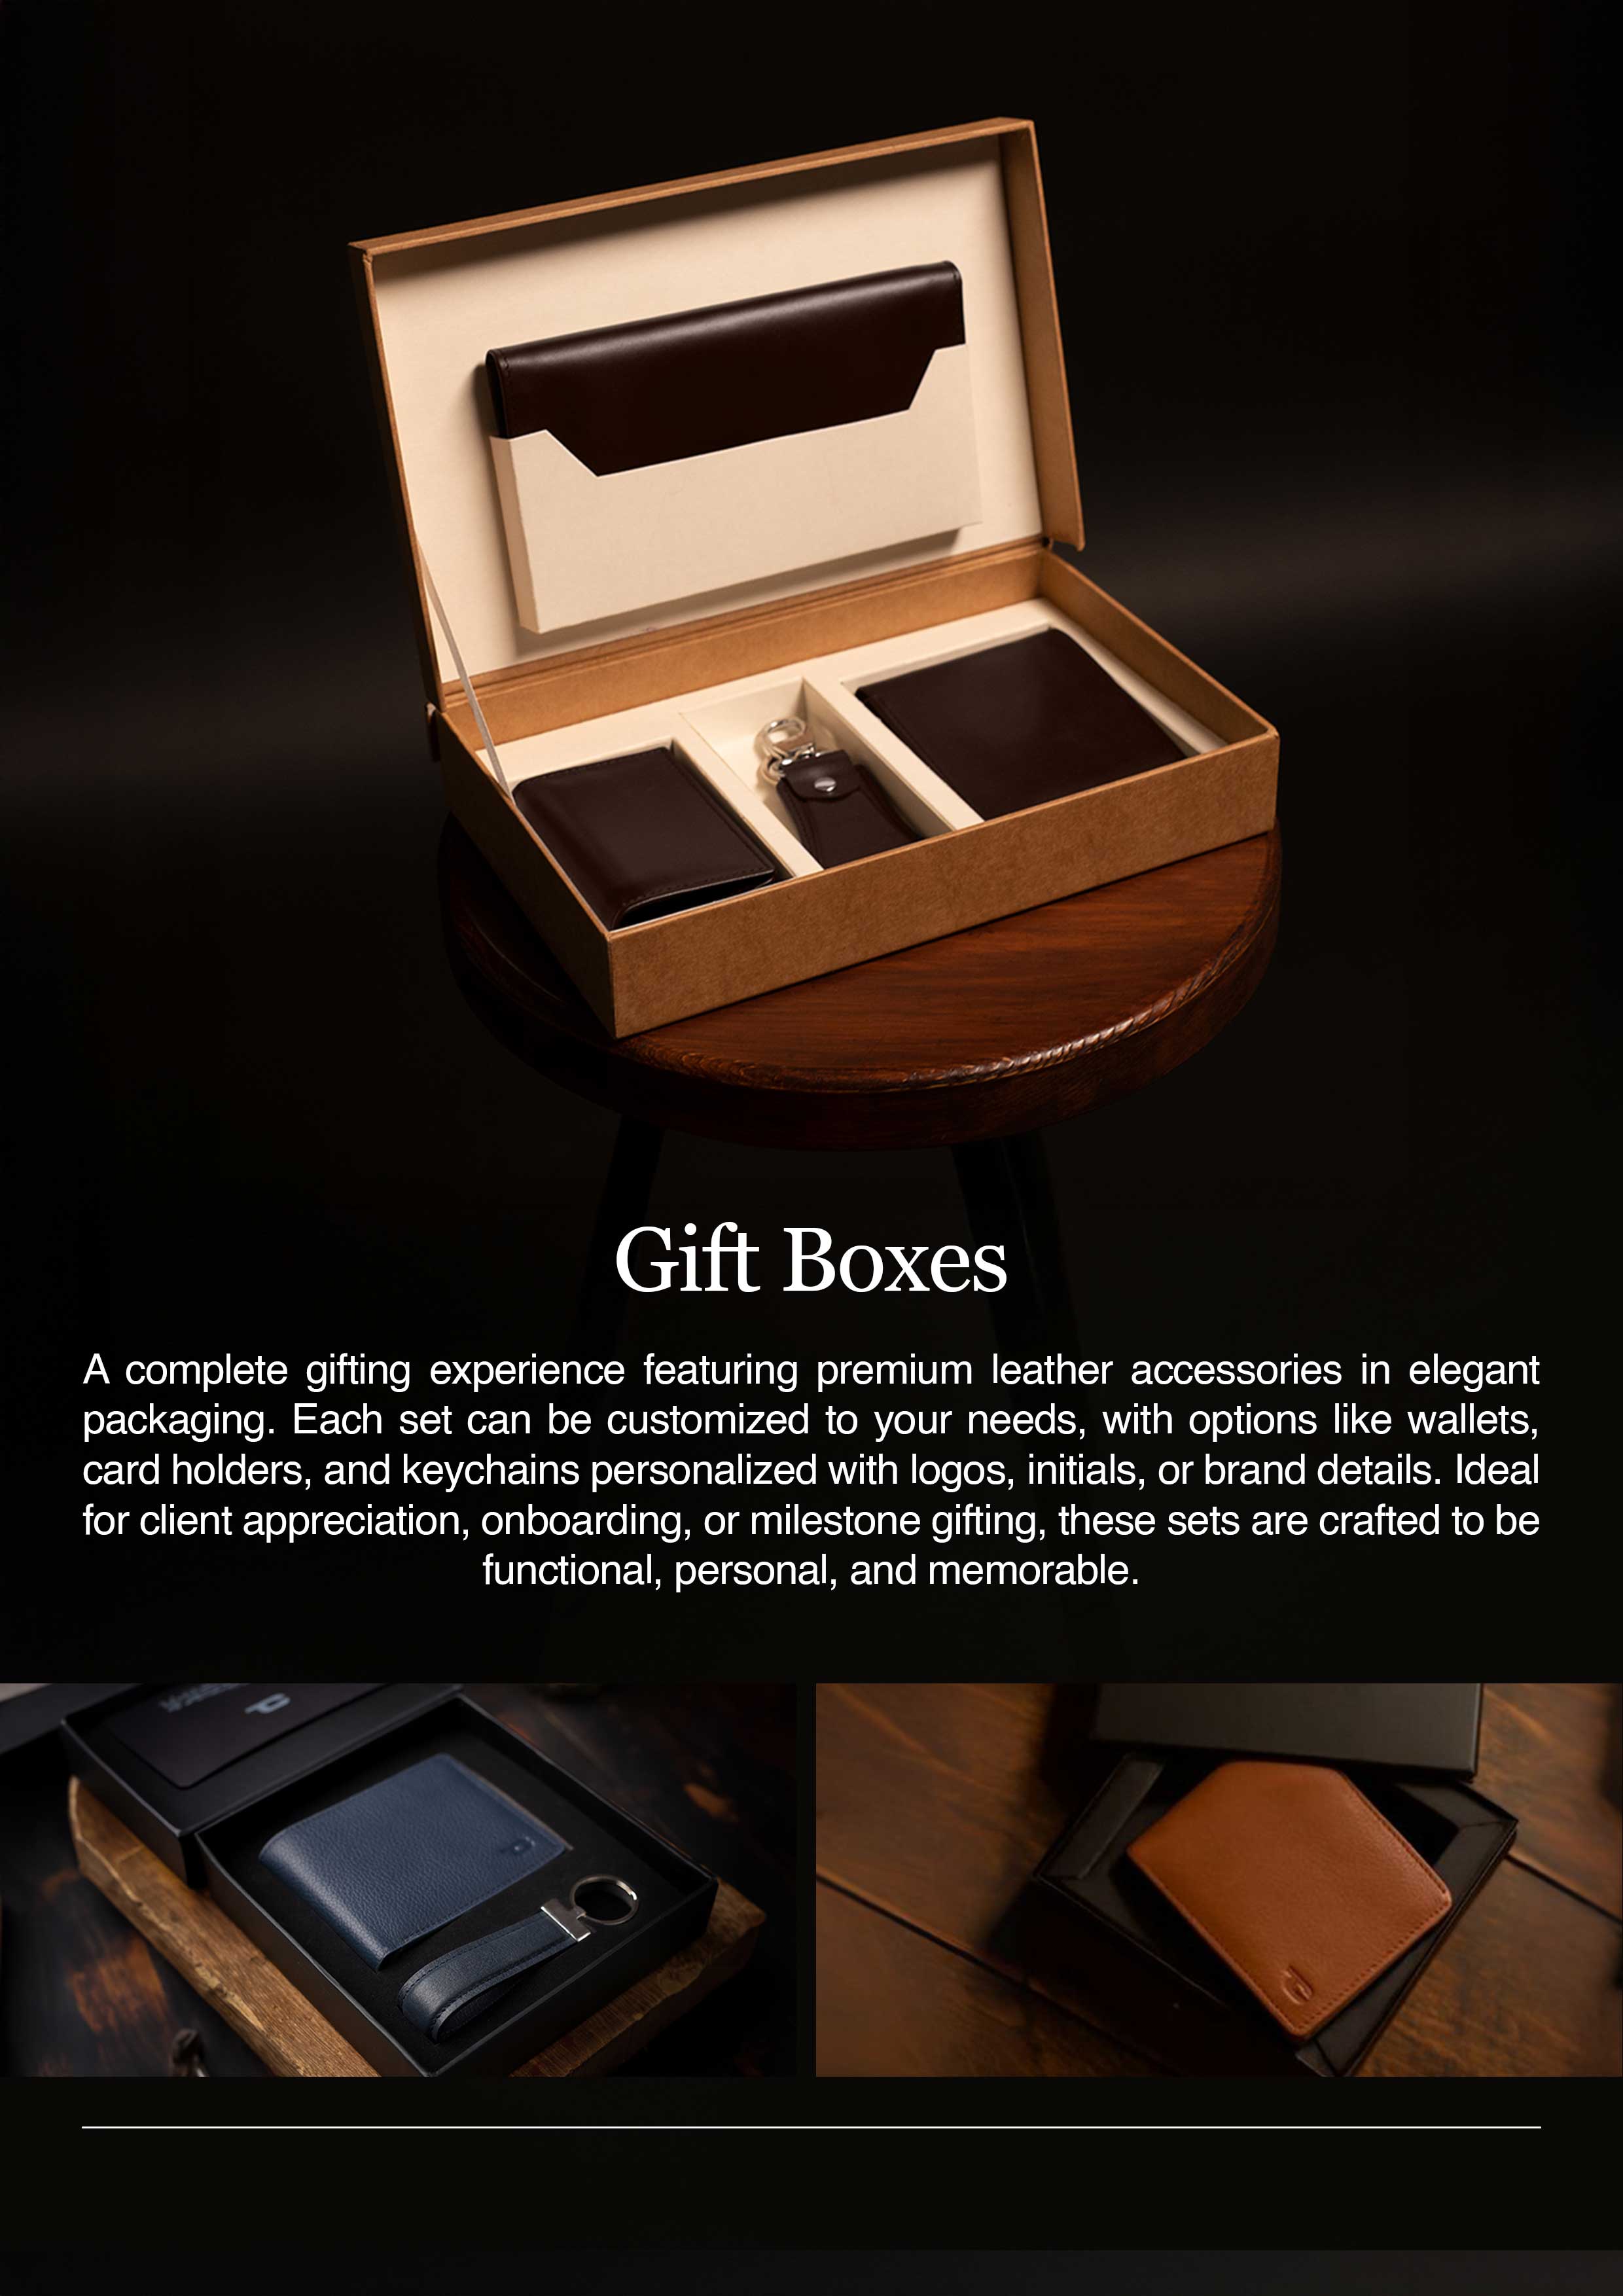 Gift Boxes
A complete gifting experience featuring premium leather accessories in elegant
packaging. Each set can be customized to your needs, with options like wallets,
card holders, and keychains personalized with logos, initials, or brand details. Ideal
for client appreciation, onboarding, or milestone gifting, these sets are crafted to be
functional, personal, and memorable.